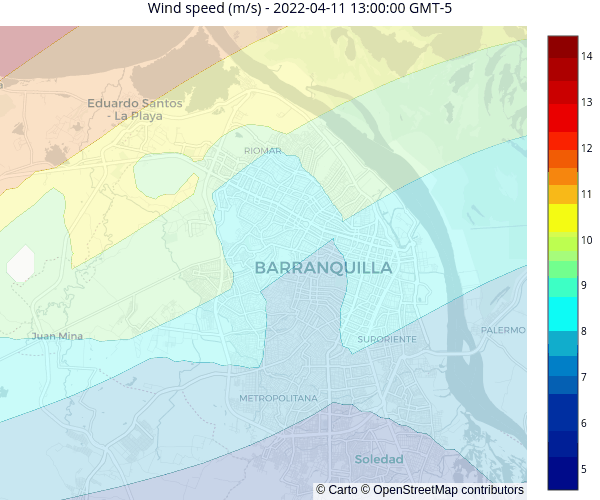 Wind speed (m/s) - 2022-04-11 13:00:00 GMT-5
Eduardo Santos
- La Playa
RIOMAR
BARRANQUILLA
Juan Mina
SURORIENTE
PALERMO
METROPOLITANA
Soledad
© Carto © OpenStreetMap contributors
14
13
12
11
10
9
8
7
6
5